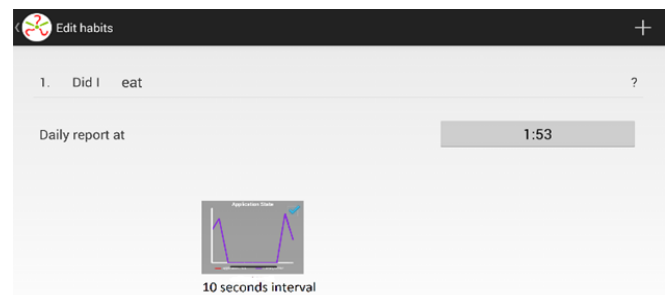 Edit habits
1. Did I eat ?
Daily report at 1:53
Application State
10 seconds interval